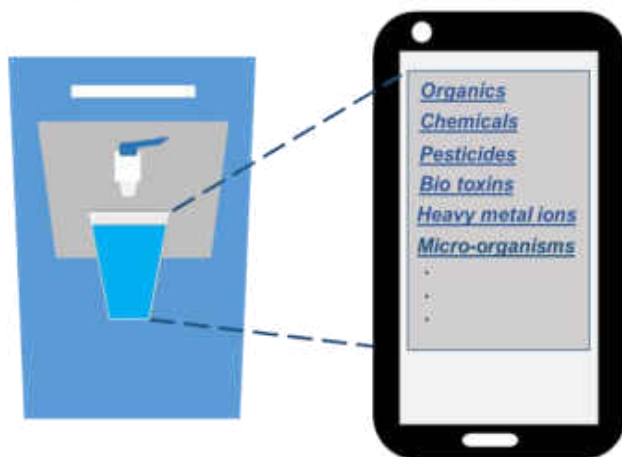 Organics
Chemicals
Pesticides
Bio toxins
Heavy metal ions
Micro-organisms
.
.
.